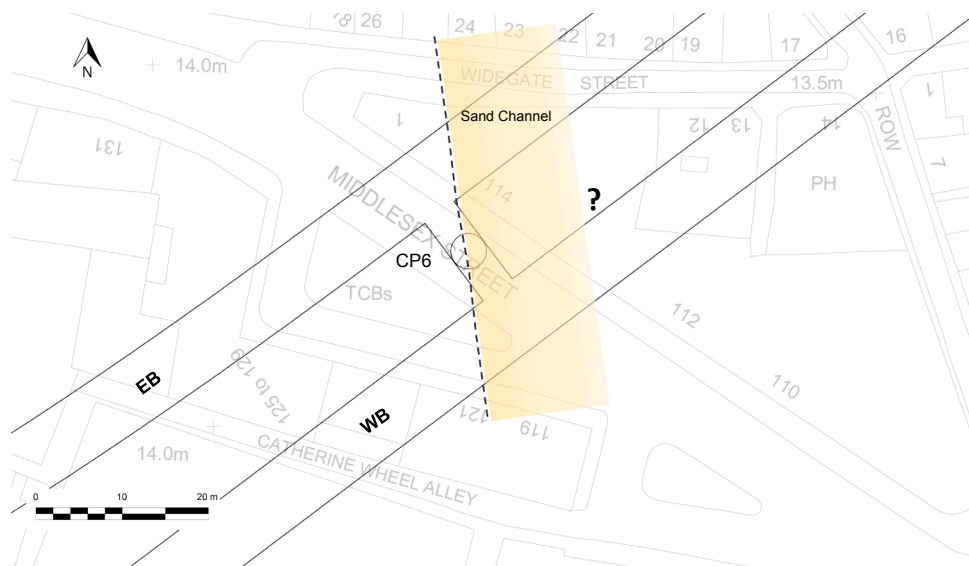 18
26
24
23
22
21
20
19
17
16
N
14.0m
WIDEGATE STREET
13.5m
1
Sand Channel
1
12
13
14
ROW
131
7
PH
MIDDLESEX STREET
114
?
CP6
TCBs
112
EB
125 to 129
110
WB
121
119
14.0m
CATHERINE WHEEL ALLEY
0 10 20 m